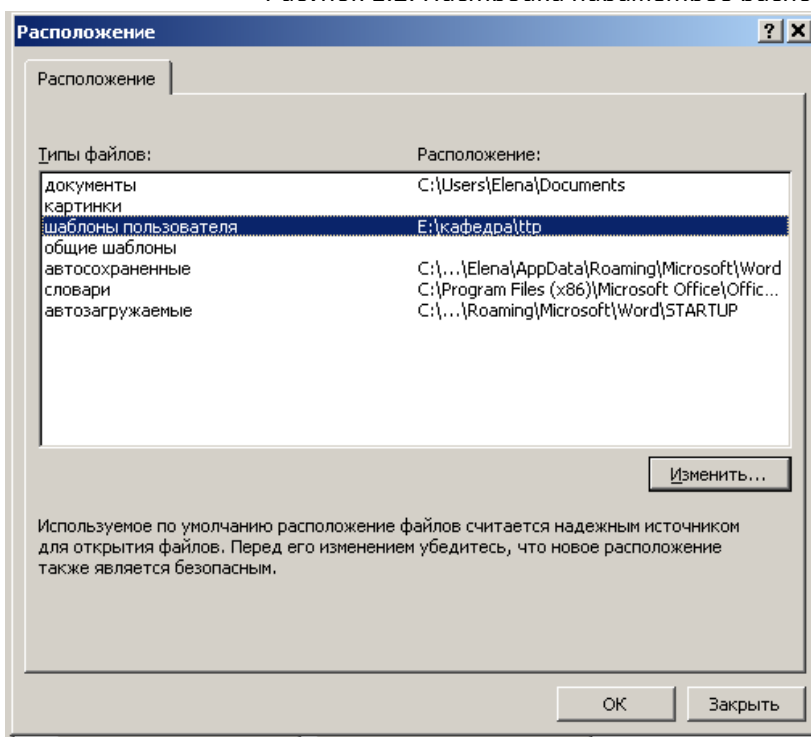 Расположение
Расположение
Типы файлов: Расположение:
документы C:\Users\Elena\Documents
картинки
шаблоны пользователя E:\кафедра\ttp
общие шаблоны
автосохраненные C:\...\Elena\AppData\Roaming\Microsoft\Word
словари C:\Program Files (x86)\Microsoft Office\Offic...
автозагружаемые C:\...\Roaming\Microsoft\Word\STARTUP
Изменить...
Используемое по умолчанию расположение файлов считается надежным источником
для открытия файлов. Перед его изменением убедитесь, что новое расположение
также является безопасным.
ОК Закрыть